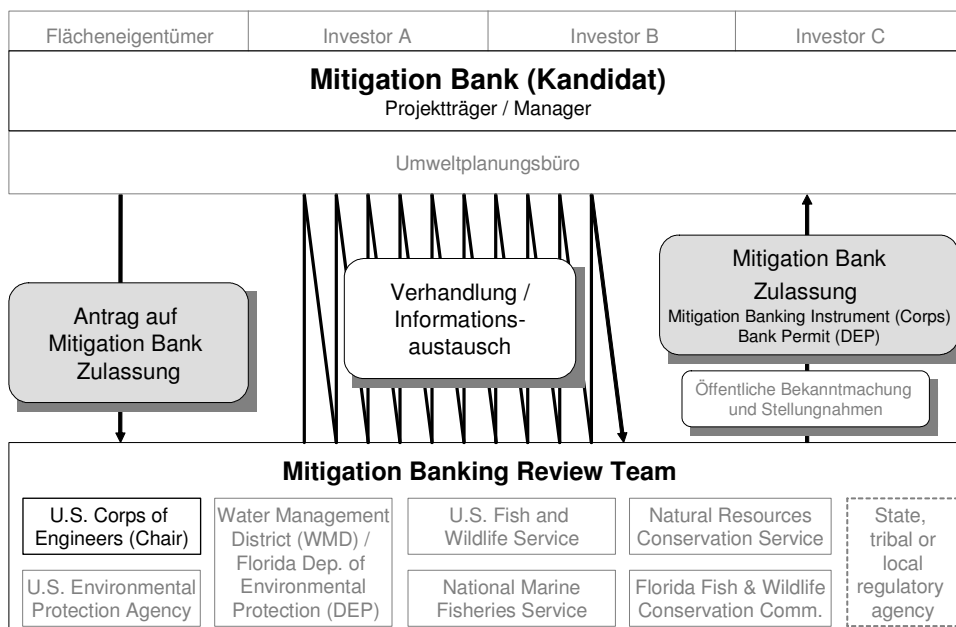 Flächeneigentümer
Investor A
Investor B
Investor C
Mitigation Bank (Kandidat)
Projektträger / Manager
Umweltplanungsbüro
Antrag auf
Mitigation Bank
Zulassung
Verhandlung /
Informations-
austausch
Mitigation Bank
Zulassung
Mitigation Banking Instrument (Corps)
Bank Permit (DEP)
Öffentliche Bekanntmachung
und Stellungnahmen
Mitigation Banking Review Team
U.S. Corps of
Engineers (Chair)
U.S. Environmental
Protection Agency
Water Management
District (WMD) /
Florida Dep. of
Environmental
Protection (DEP)
U.S. Fish and
Wildlife Service
National Marine
Fisheries Service
Natural Resources
Conservation Service
Florida Fish & Wildlife
Conservation Comm.
State,
tribal or
local
regulatory
agency